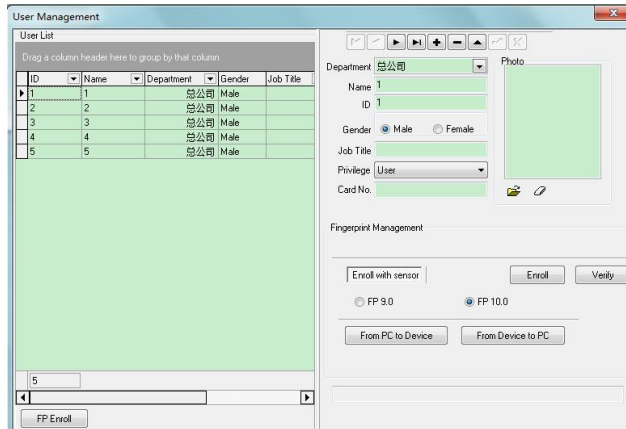 User Management
User List
Drag a column header here to group by that column
ID Name Department Gender Job Title
1 1 总公司 Male
2 2 总公司 Male
3 3 总公司 Male
4 4 总公司 Male
5 5 总公司 Male
5
FP Enroll
Department 总公司
Name 1
ID 1
Gender Male Female
Job Title
Privilege User
Card No.
Photo
Fingerprint Management
Enroll with sensor Enroll Verify
FP 9.0 FP 10.0
From PC to Device From Device to PC